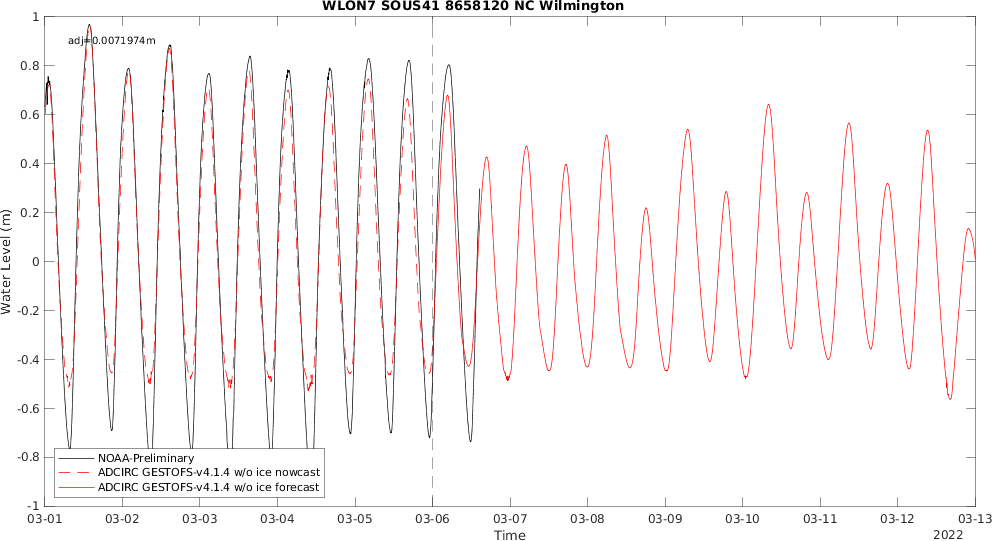 WLON7 SOUS41 8658120 NC Wilmington
adj=0.0071974m
Water Level (m)
1
0.8
0.6
0.4
0.2
0
-0.2
-0.4
-0.6
-0.8
-1
NOAA-Preliminary
ADCIRC GESTOFS-v4.1.4 w/o ice nowcast
ADCIRC GESTOFS-v4.1.4 w/o ice forecast
03-01 03-02 03-03 03-04 03-05 03-06 03-07 03-08 03-09 03-10 03-11 03-12 03-13
Time
2022